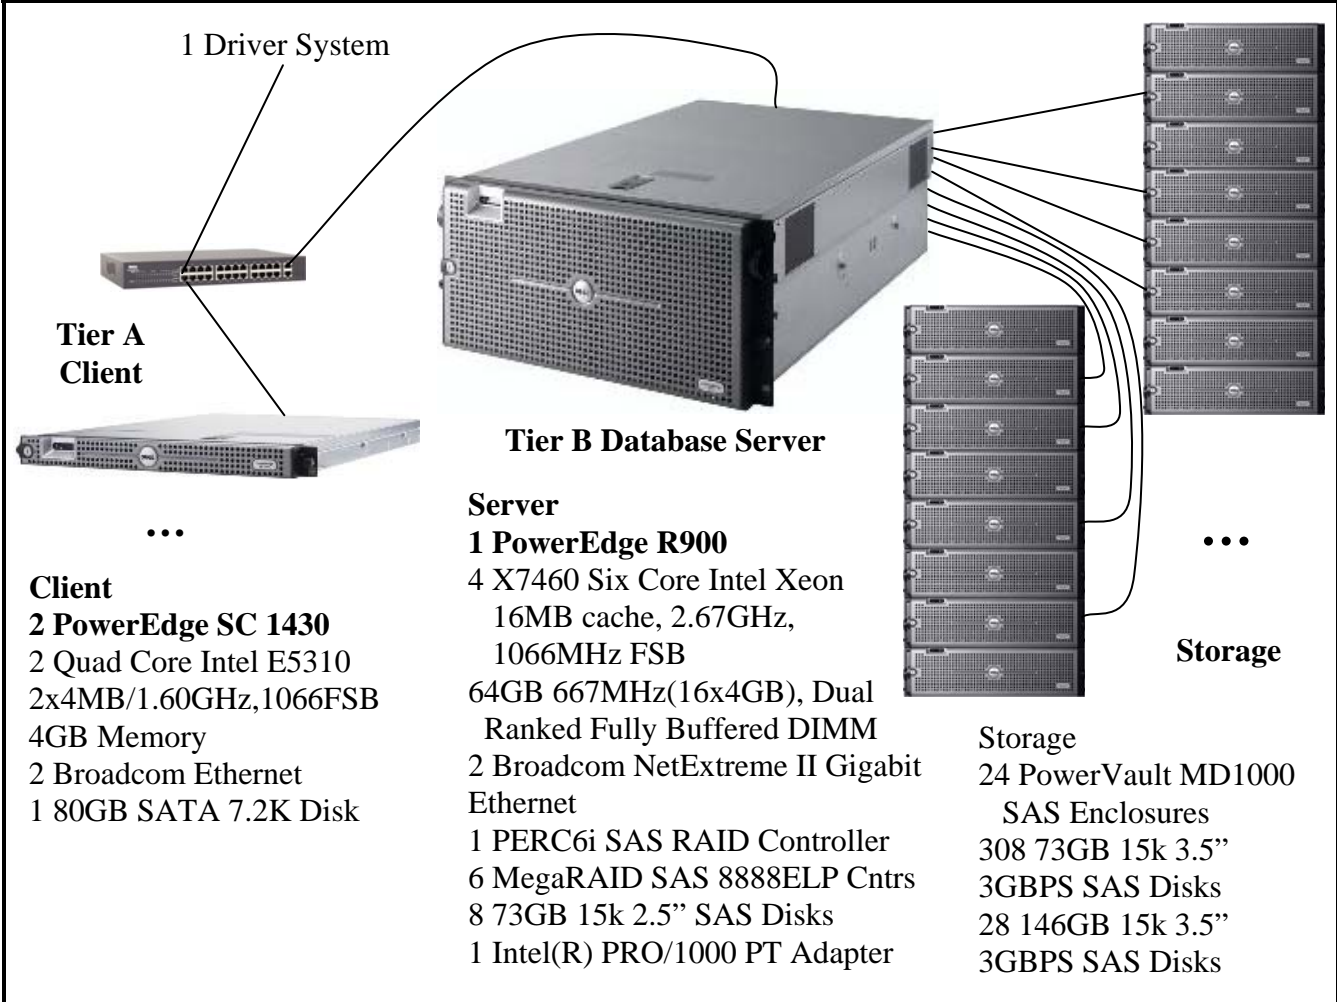 1 Driver System
Tier A
Client
Tier B Database Server
...
Client
2 PowerEdge SC 1430
2 Quad Core Intel E5310
2x4MB/1.60GHz,1066FSB
4GB Memory
2 Broadcom Ethernet
1 80GB SATA 7.2K Disk
Server
1 PowerEdge R900
4 X7460 Six Core Intel Xeon
16MB cache, 2.67GHz,
1066MHz FSB
64GB 667MHz(16x4GB), Dual
Ranked Fully Buffered DIMM
2 Broadcom NetExtreme II Gigabit
Ethernet
1 PERC6i SAS RAID Controller
6 MegaRAID SAS 8888ELP Cntrs
8 73GB 15k 2.5” SAS Disks
1 Intel(R) PRO/1000 PT Adapter
...
Storage
Storage
24 PowerVault MD1000
SAS Enclosures
308 73GB 15k 3.5”
3GBPS SAS Disks
28 146GB 15k 3.5”
3GBPS SAS Disks